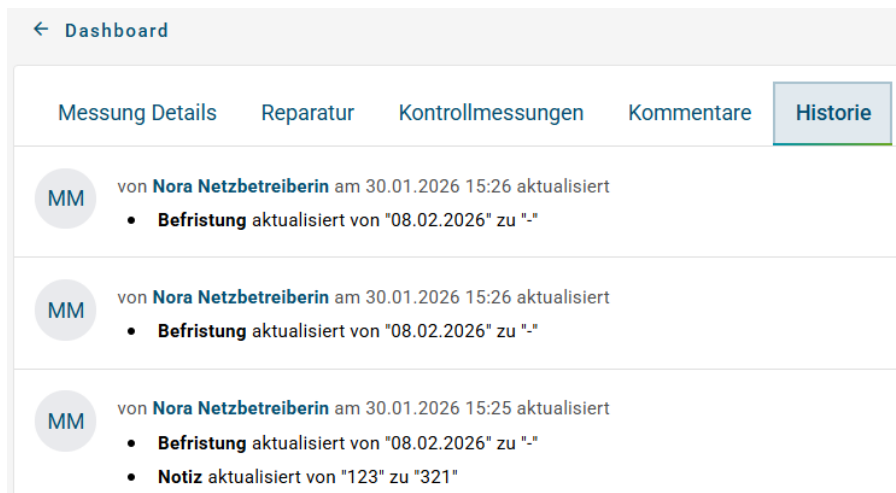 ← Dashboard
Messung Details Reparatur Kontrollmessungen Kommentare Historie
MM
von Nora Netzbetreiberin am 30.01.2026 15:26 aktualisiert
• Befristung aktualisiert von "08.02.2026" zu "-"
MM
von Nora Netzbetreiberin am 30.01.2026 15:26 aktualisiert
• Befristung aktualisiert von "08.02.2026" zu "-"
MM
von Nora Netzbetreiberin am 30.01.2026 15:25 aktualisiert
• Befristung aktualisiert von "08.02.2026" zu "-"
• Notiz aktualisiert von "123" zu "321"